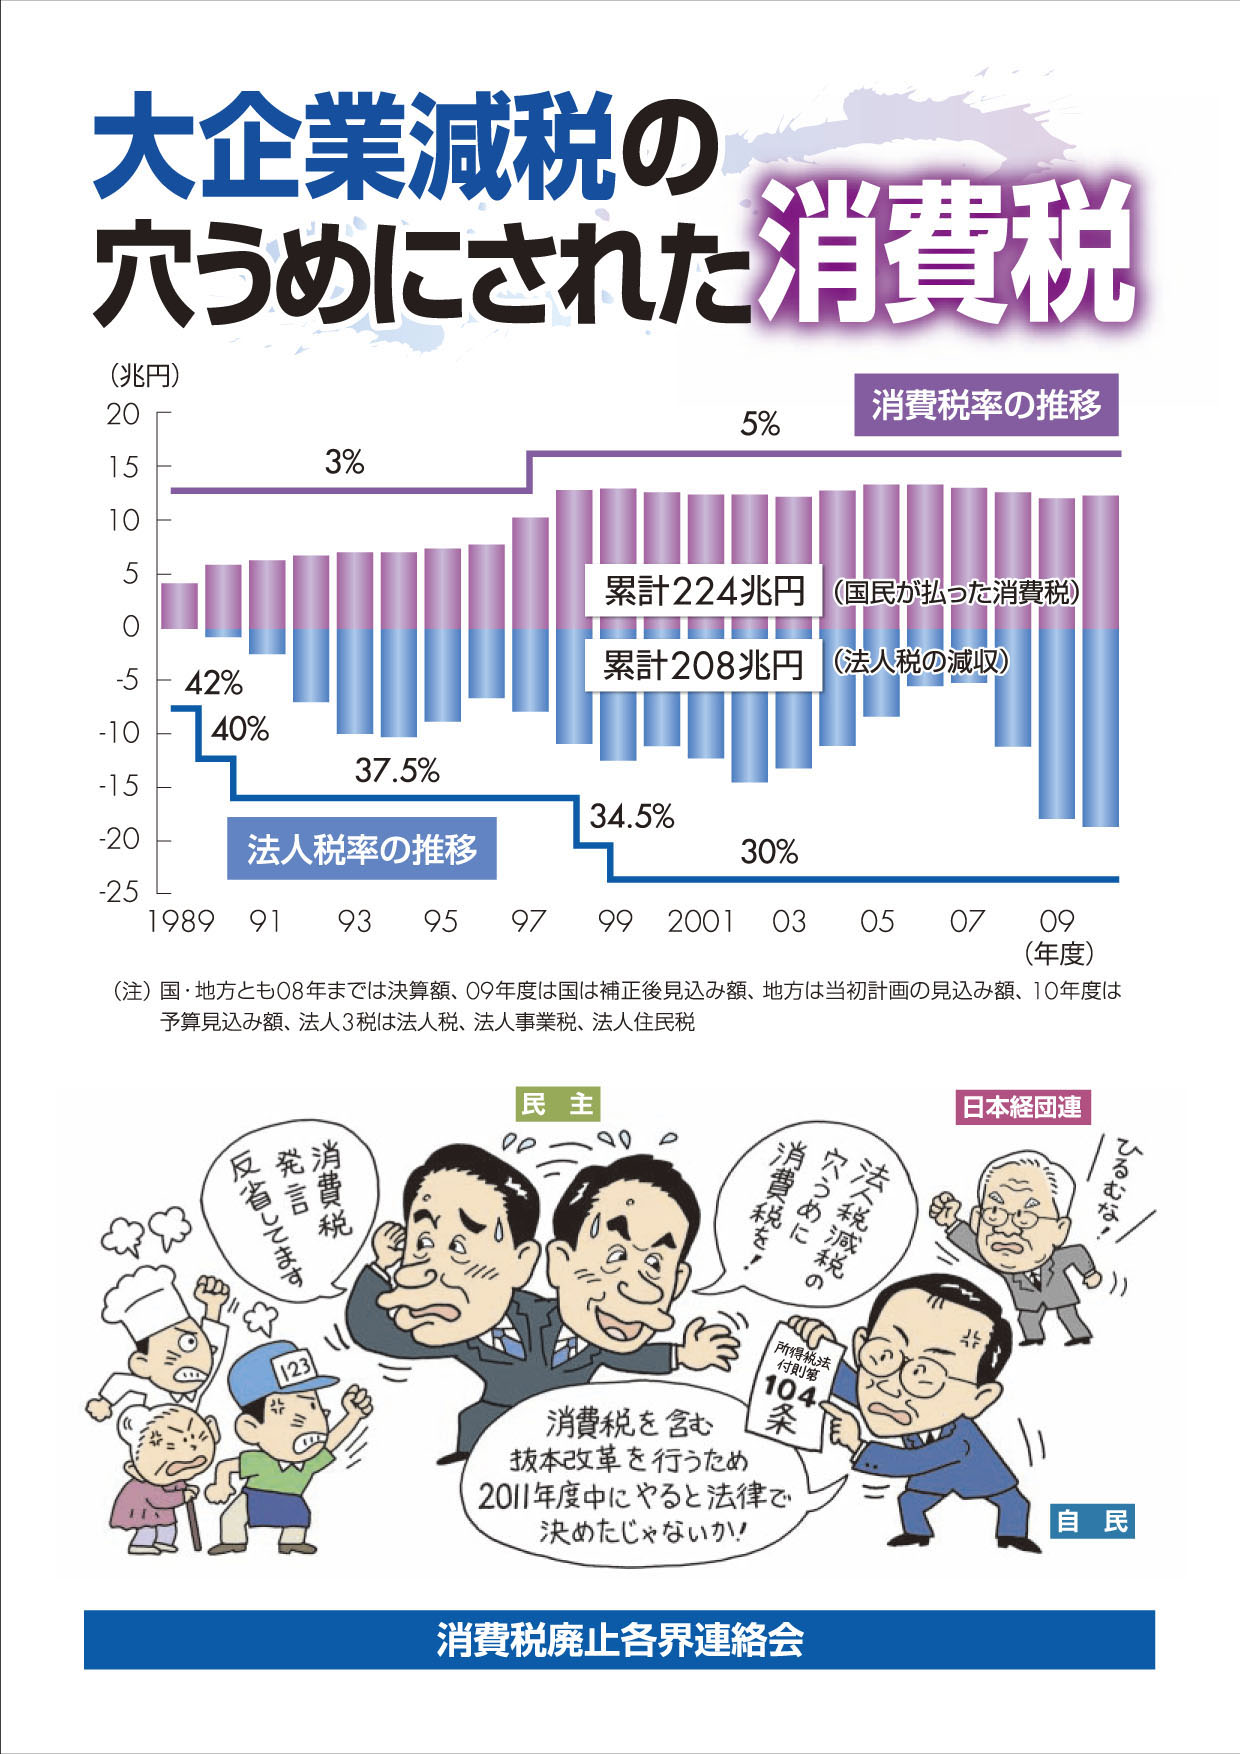 大企業減税の
穴うめにされた消費税
（兆円）
消費税率の推移
20
15
10
5
0
-5
-10
-15
-20
-25
3%
5%
累計224兆円
（国民が払った消費税）
累計208兆円
（法人税の減収）
42%
40%
37.5%
34.5%
30%
法人税率の推移
1989 91 93 95 97 99 2001 03 05 07 09
（年度）
（注）国・地方とも08年までは決算額、09年度は国は補正後見込み額、地方は当初計画の見込み額、10年度は
予算見込み額、法人3税は法人税、法人事業税、法人住民税
民　主
日本経団連
消費税
発言
反省してます
法人税減税の
穴うめに
消費税を！
ひるむな！
123
所得税法
付則第
104
条
消費税を含む
抜本改革を行うため
2011年度中にやると法律で
決めたじゃないか！
自　民
消費税廃止各界連絡会